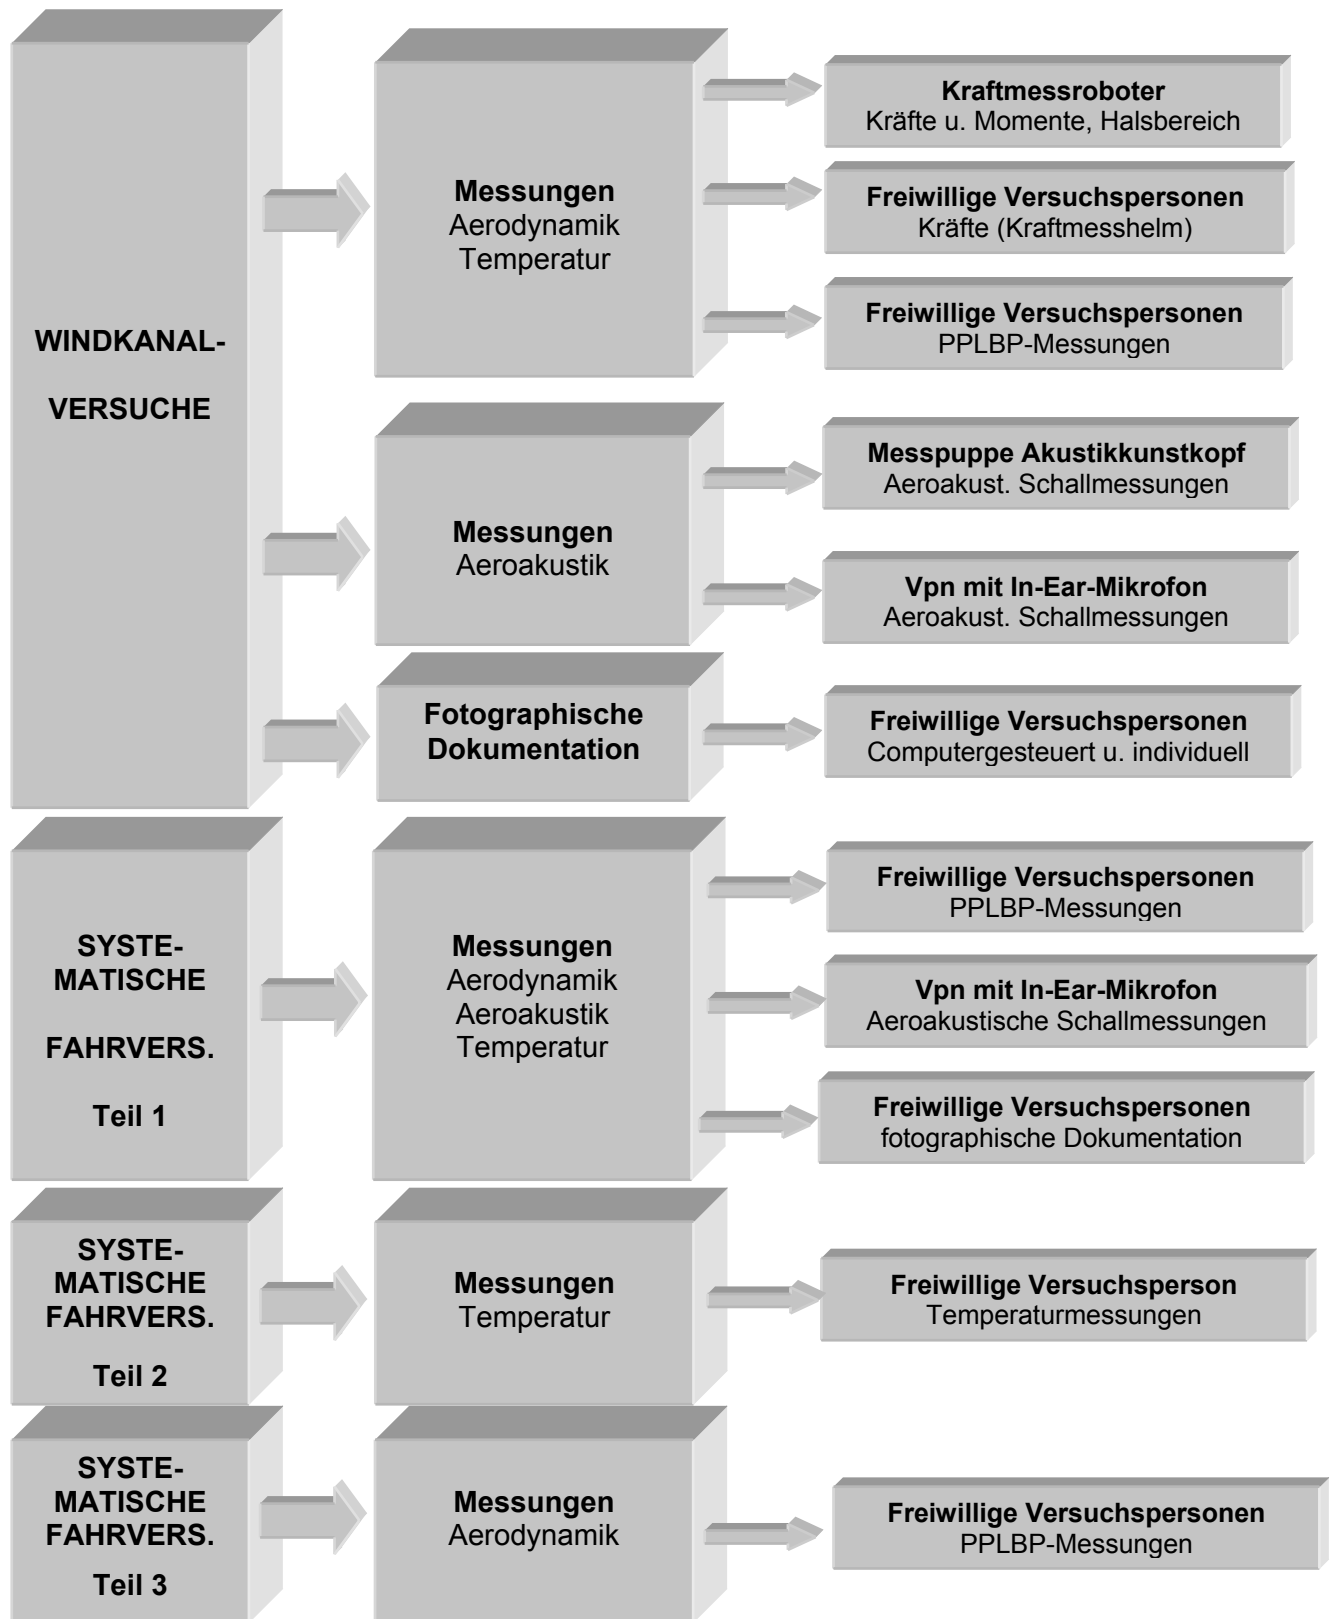 WINDKANAL-
VERSUCHE
Messungen
Aerodynamik
Temperatur
Kraftmessroboter
Kräfte u. Momente, Halsbereich
Freiwillige Versuchspersonen
Kräfte (Kraftmesshelm)
Freiwillige Versuchspersonen
PPLBP-Messungen
Messungen
Aeroakustik
Messpuppe Akustikkunstkopf
Aeroakust. Schallmessungen
Vpn mit In-Ear-Mikrofon
Aeroakust. Schallmessungen
Fotographische
Dokumentation
Freiwillige Versuchspersonen
Computergesteuert u. individuell
SYSTE-
MATISCHE
FAHRVERS.
Teil 1
Messungen
Aerodynamik
Aeroakustik
Temperatur
Freiwillige Versuchspersonen
PPLBP-Messungen
Vpn mit In-Ear-Mikrofon
Aeroakustische Schallmessungen
Freiwillige Versuchspersonen
fotographische Dokumentation
SYSTE-
MATISCHE
FAHRVERS.
Teil 2
Messungen
Temperatur
Freiwillige Versuchsperson
Temperaturmessungen
SYSTE-
MATISCHE
FAHRVERS.
Teil 3
Messungen
Aerodynamik
Freiwillige Versuchspersonen
PPLBP-Messungen